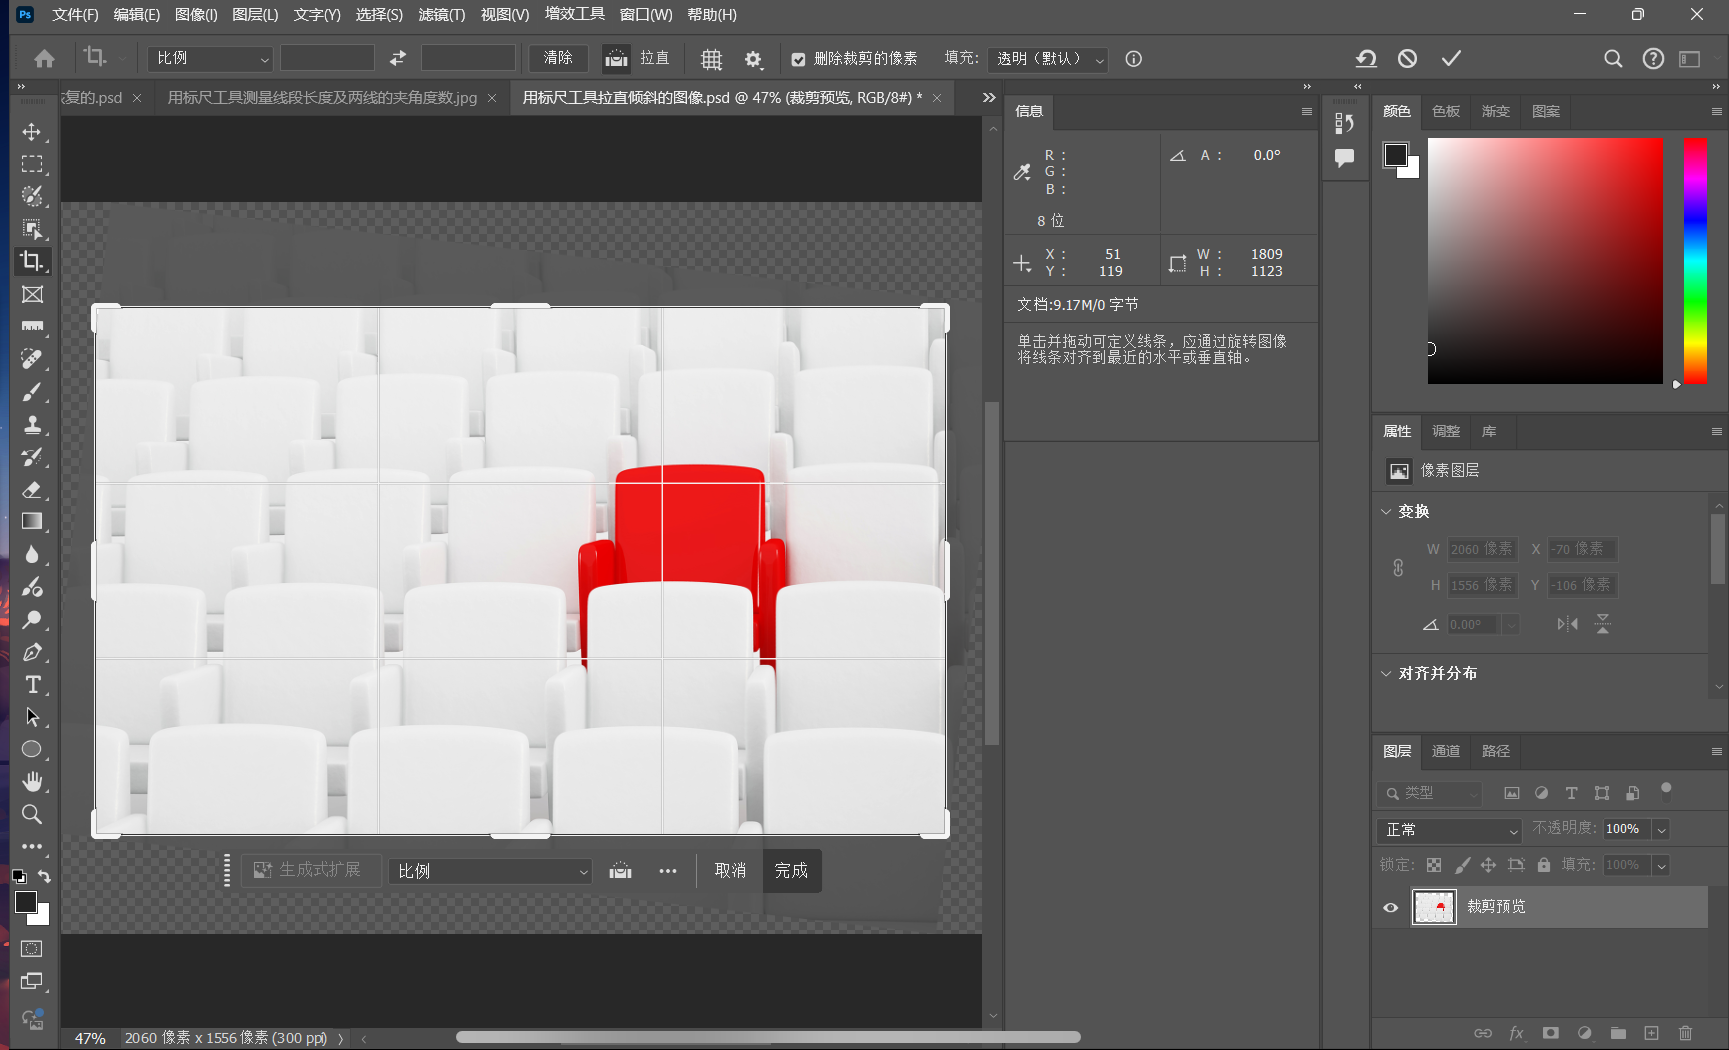 Ps 文件(F) 编辑(E) 图像(I) 图层(L) 文字(Y) 选择(S) 滤镜(T) 视图(V) 增效工具 窗口(W) 帮助(H)
比例 清除 拉直 删除裁剪的像素 填充: 透明（默认）
复的.psd × 用标尺工具测量线段长度及两线的夹角度数.jpg × 用标尺工具拉直倾斜的图像.psd @ 47% (裁剪预览, RGB/8#) * ×
信息
R :
G :
B :
A : 0.0°
8 位
X : 51
Y : 119
W : 1809
H : 1123
文档:9.17M/0 字节
单击并拖动可定义线条，应通过旋转图像
将线条对齐到最近的水平或垂直轴。
颜色 色板 渐变 图案
属性 调整 库
像素图层
变换
W 2060 像素 X -70 像素
H 1556 像素 Y -106 像素
0.00°
对齐并分布
图层 通道 路径
类型
正常 不透明度: 100%
锁定: 填充: 100%
裁剪预览
fx
生成式扩展 比例 取消 完成
47% 2060 像素 x 1556 像素 (300 ppi)